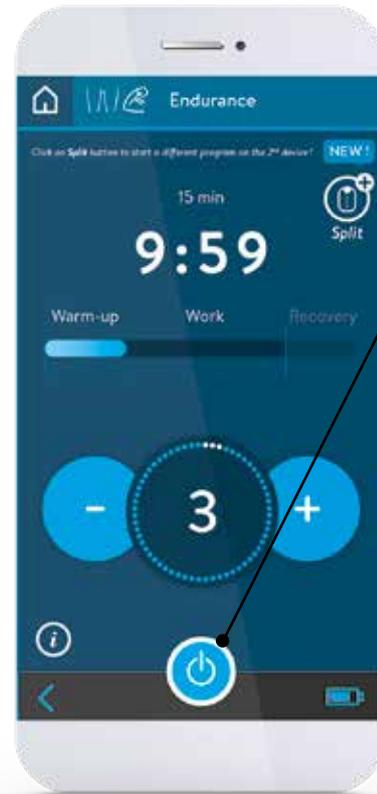 Endurance
Click on Split button to start a different program on the 2nd device!
NEW!
15 min
Split
9:59
Warm-up Work Recovery
- 3 +
i